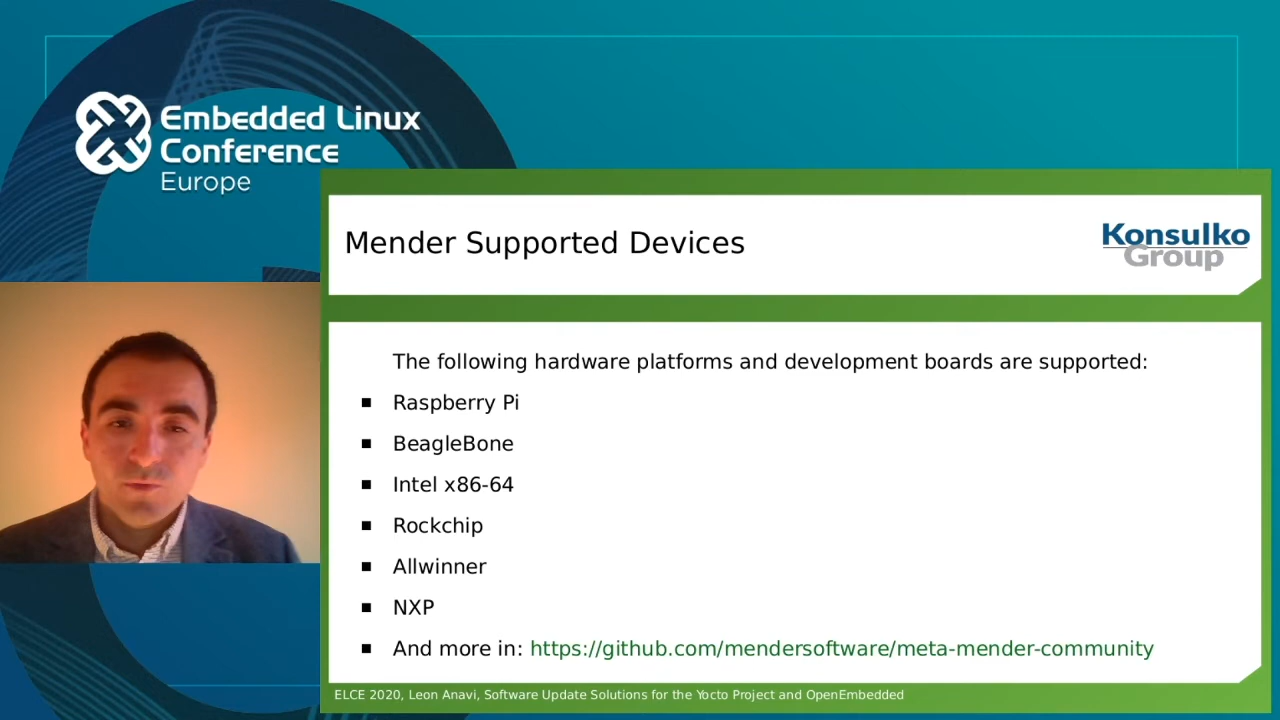 Embedded Linux
Conference
Europe
Mender Supported Devices
Konsulko
Group
The following hardware platforms and development boards are supported:
Raspberry Pi
BeagleBone
Intel x86-64
Rockchip
Allwinner
NXP
And more in: https://github.com/mendersoftware/meta-mender-community
ELCE 2020, Leon Anavi, Software Update Solutions for the Yocto Project and OpenEmbedded